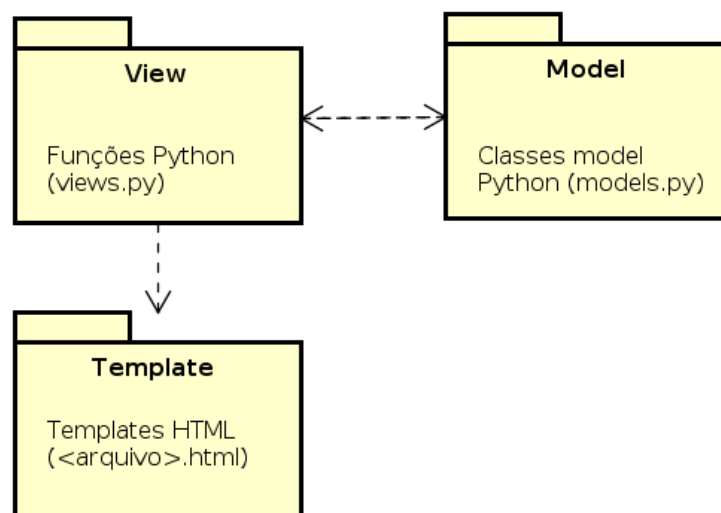 View
Funções Python
(views.py)
Model
Classes model
Python (models.py)
Template
Templates HTML
(<arquivo>.html)